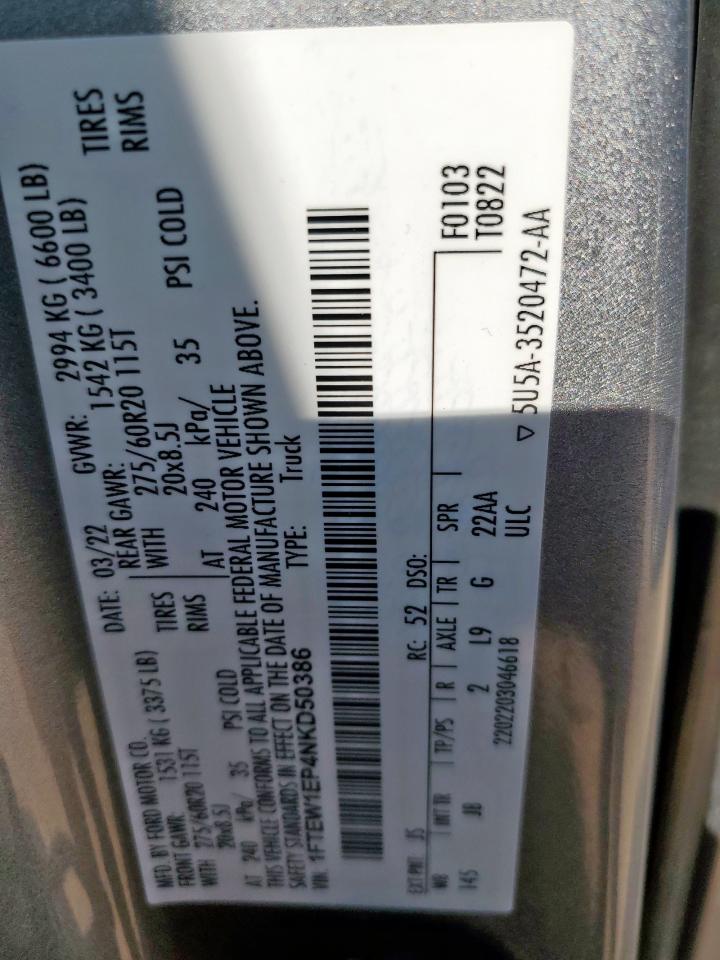 MFD. BY FORD MOTOR CO. DATE: 03/22 GVWR: 2994 KG ( 6600 LB)
FRONT GAWR: 1531 KG ( 3375 LB) REAR GAWR: 1542 KG ( 3400 LB)
WITH 275/60R20 115T TIRES WITH 275/60R20 115T TIRES
20x8.5J RIMS 20x8.5J RIMS
AT 240 kPa/ 35 PSI COLD AT 240 kPa/ 35 PSI COLD
THIS VEHICLE CONFORMS TO ALL APPLICABLE FEDERAL MOTOR VEHICLE
SAFETY STANDARDS IN EFFECT ON THE DATE OF MANUFACTURE SHOWN ABOVE.
VIN: 1FTEW1EP4NKD50386 TYPE: Truck
EXT PNT: JS RC: 52 DSO: F0103
WB INT TR TP/PS R AXLE TR SPR T0822
145 JB 2 L9 G 22AA
2202203046618 ULC
▽ 5U5A-3520472-AA